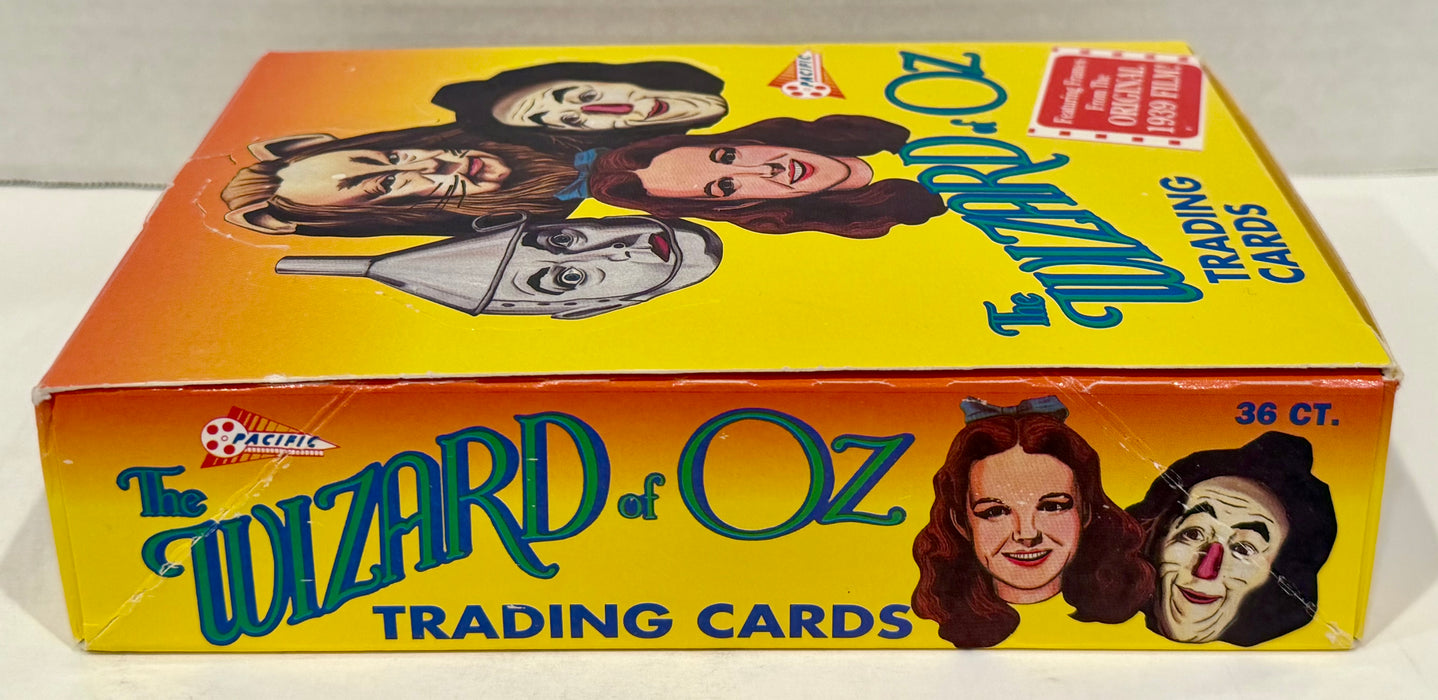 PACIFIC
The
WIZARD of OZ
TRADING
CARDS
Featuring Frames
From The
ORIGINAL
1939 FILM!
PACIFIC
The
WIZARD of OZ
TRADING CARDS
36 CT.